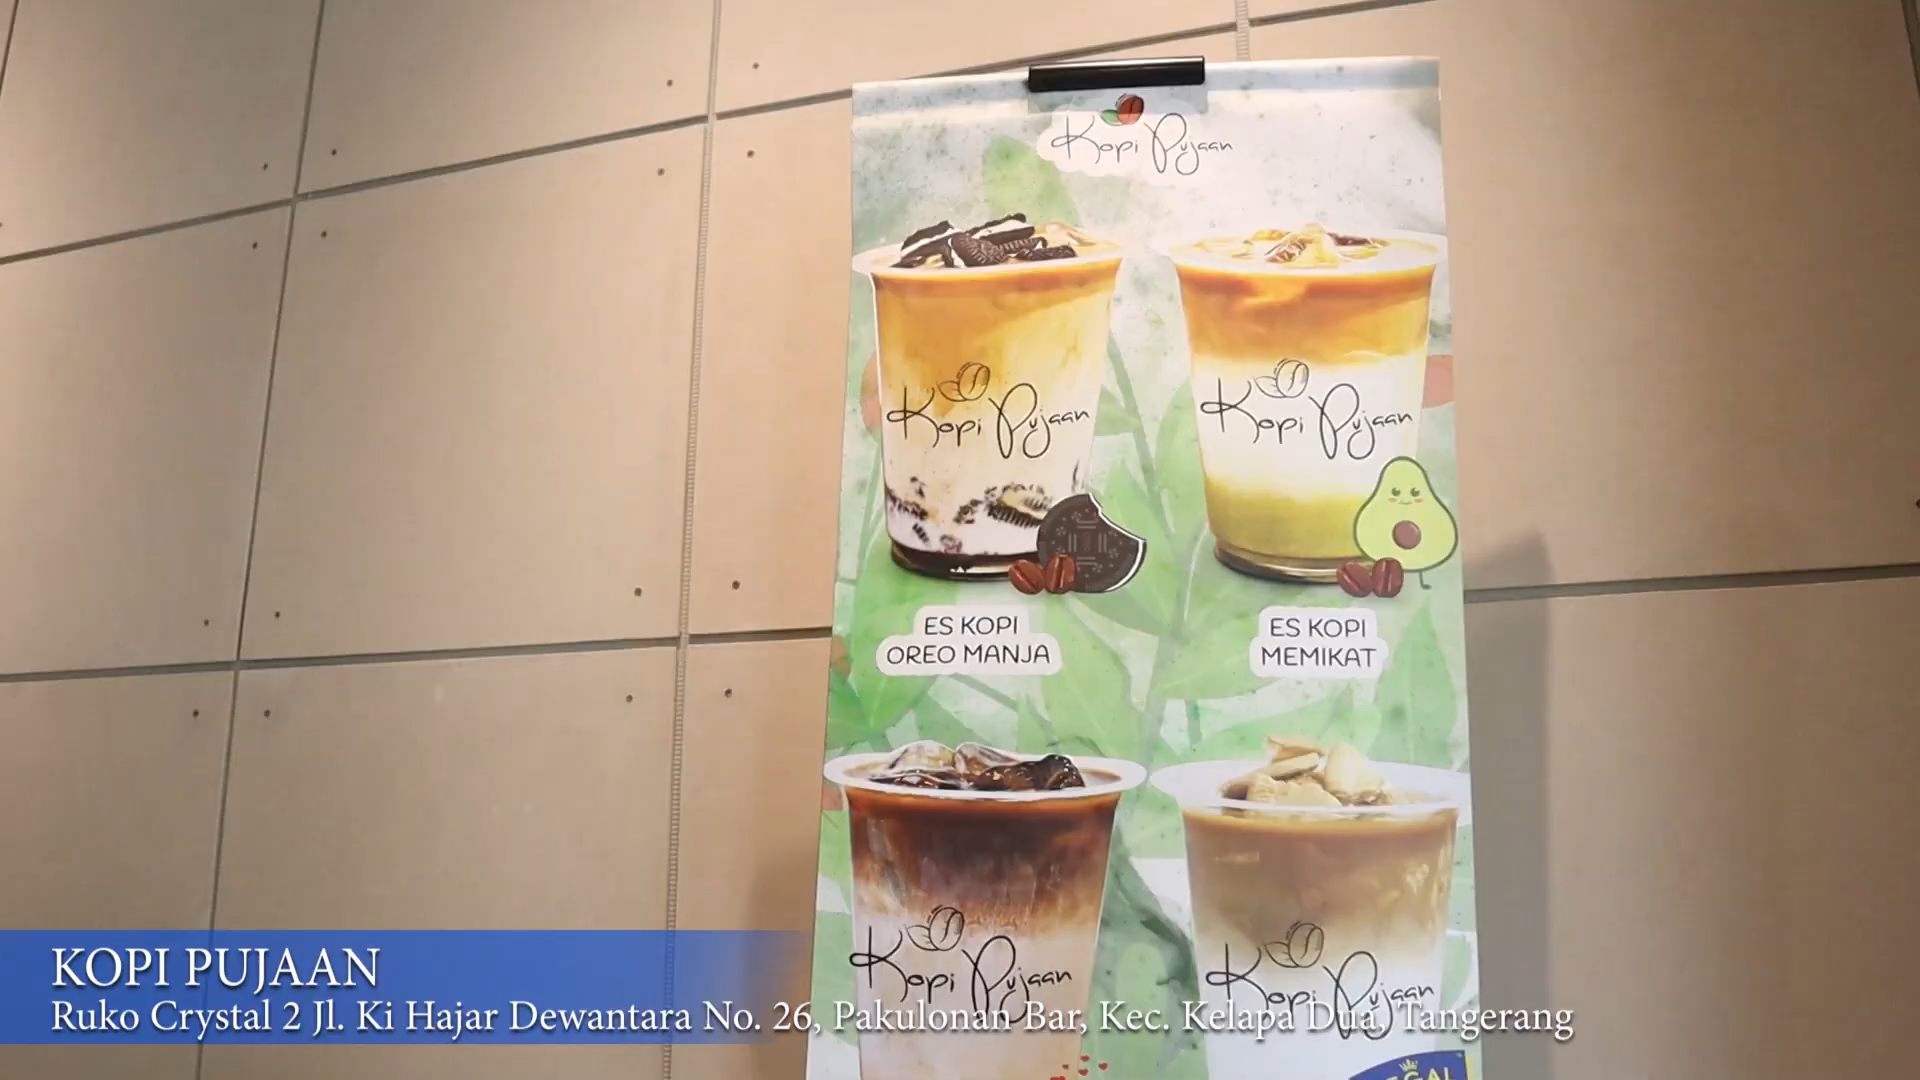 Kopi Pujaan
Kopi Pujaan
Kopi Pujaan
ES KOPI
OREO MANJA
ES KOPI
MEMIKAT
Kopi Pujaan
Kopi Pujaan
KOPI PUJAAN
Ruko Crystal 2 Jl. Ki Hajar Dewantara No. 26, Pakulonan Bar, Kec. Kelapa Dua, Tangerang